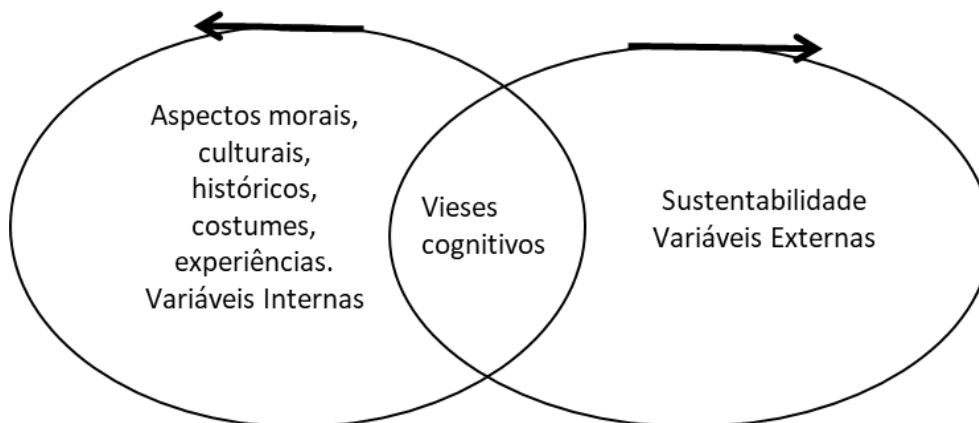 Aspectos morais,
culturais,
históricos,
costumes,
experiências.
Variáveis Internas
Vieses
cognitivos
Sustentabilidade
Variáveis Externas